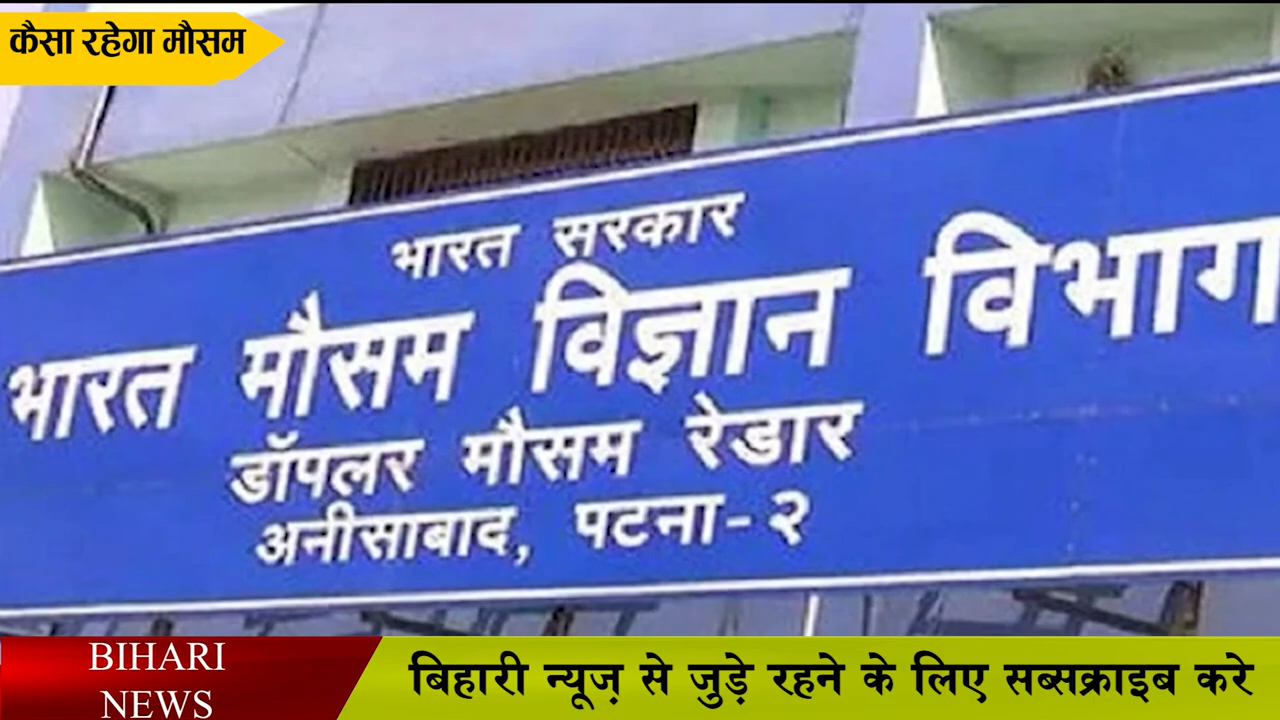 कैसा रहेगा मौसम
भारत सरकार
भारत मौसम विज्ञान विभाग
डॉपलर मौसम रेडार
अनीसाबाद, पटना-२
BIHARI
NEWS
बिहारी न्यूज़ से जुड़े रहने के लिए सब्सक्राइब करे